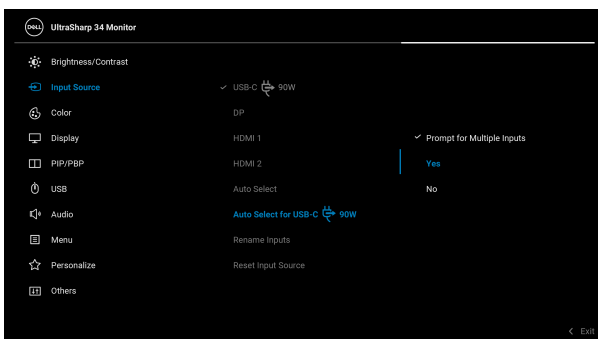 DELL UltraSharp 34 Monitor
Brightness/Contrast
Input Source
Color
Display
PIP/PBP
USB
Audio
Menu
Personalize
Others
USB-C 90W
DP
HDMI 1
HDMI 2
Auto Select
Auto Select for USB-C 90W
Rename Inputs
Reset Input Source
Prompt for Multiple Inputs
Yes
No
Exit